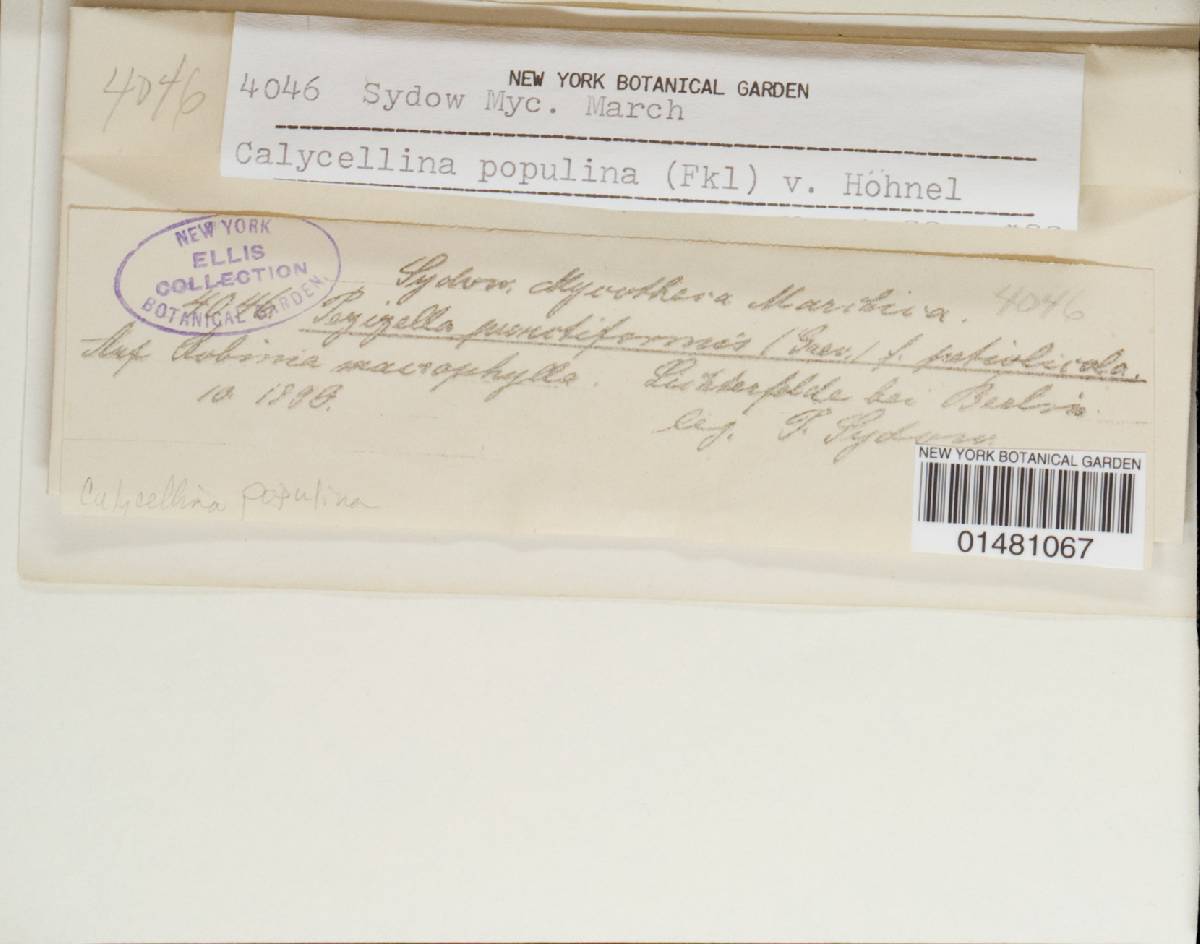 4046
NEW YORK BOTANICAL GARDEN
4046 Sydow Myc. March
Calycellina populina (Fkl) v. Höhnel
NEW YORK
ELLIS
COLLECTION
BOTANICAL GARDEN.
Sydow. Mycotheca Marchica. 4046
4046 Pezizella punctiformis (Grev.) f. petiolicola.
Auf Robinia macrophylla. Lichterfelde bei Berlin
10. 1893.
leg. P. Sydow.
Calycellina populina
NEW YORK BOTANICAL GARDEN
01481067